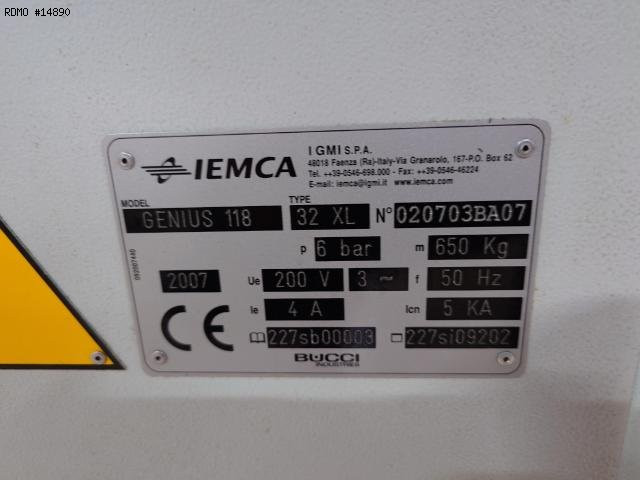 RDMO #14890
IEMCA
I GMI S.P.A.
48018 Faenza (Ra)-Italy-Via Granarolo, 167-P.O. Box 62
Tel. ++39-0546-698.000 - Fax: ++39-0546-46224
E-mail: iemca@igmi.it www.iemca.com
MODEL GENIUS 118 TYPE 32 XL N° 020703BA07
p 6 bar m 650 Kg
2007 Ue 200 V 3 ~ f 50 Hz
Ie 4 A Icn 5 KA
CE 227sb00003 227si09202
BUCCI
INDUSTRIES